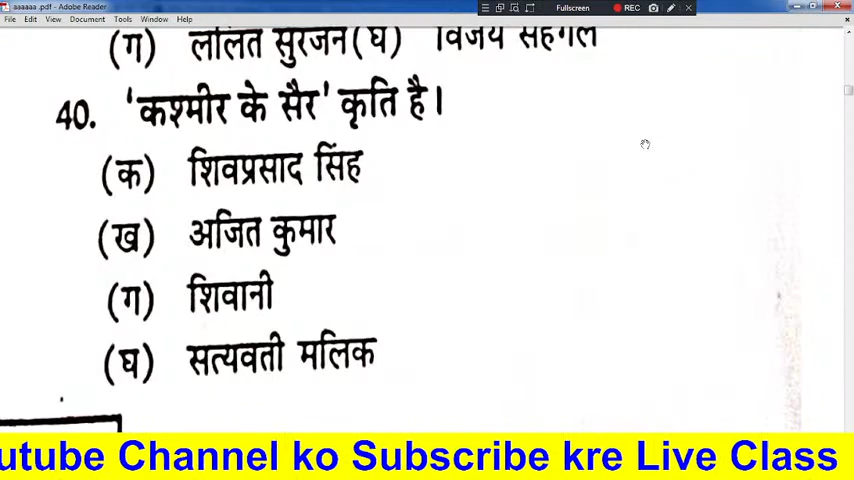 aaaaaa .pdf - Adobe Reader
Fullscreen
REC
File Edit View Document Tools Window Help
(ग) ललित सुरजन (घ) विजय सहगल
40. 'कश्मीर के सैर' कृति है।
(क) शिवप्रसाद सिंह
(ख) अजित कुमार
(ग) शिवानी
(घ) सत्यवती मलिक
utube Channel ko Subscribe kre Live Class